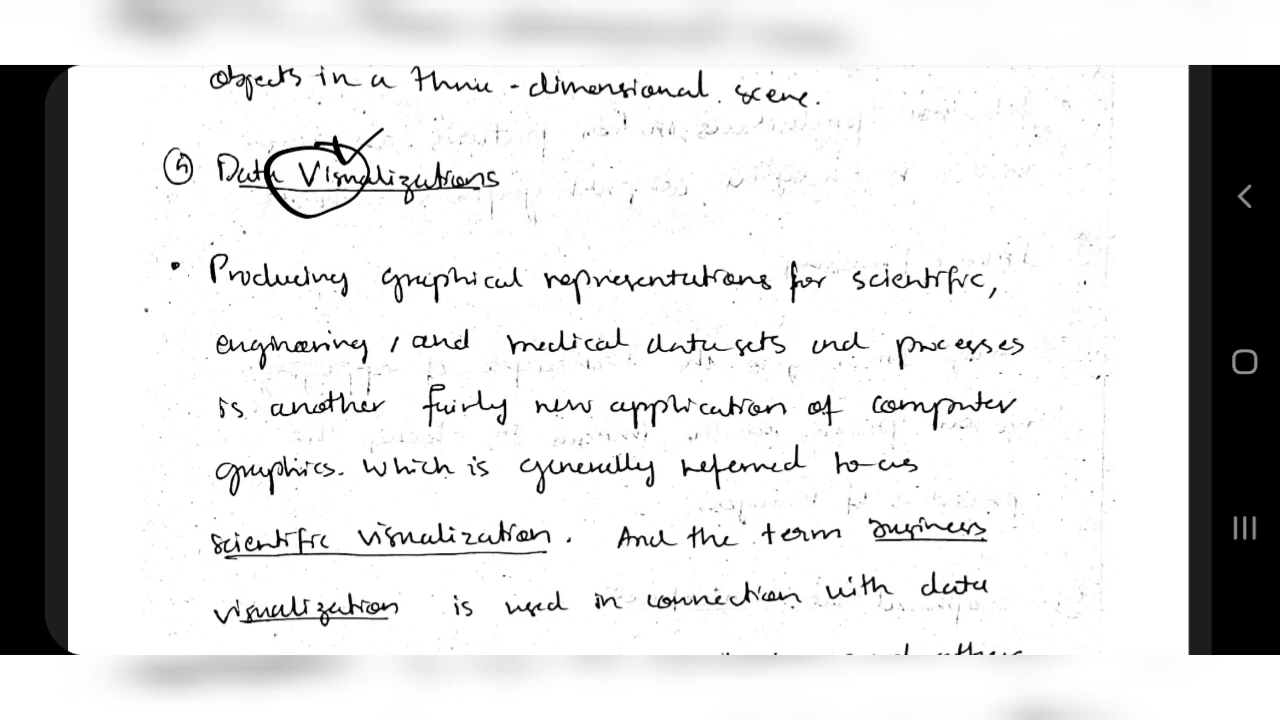 objects in a three-dimensional scene.
5 Data Visualizations
• Producing graphical representations for scientific,
engineering, and medical datasets and processes
is another fairly new application of computer
graphics. Which is generally referred to as
scientific visualization. And the term business
visualization is used in connection with data